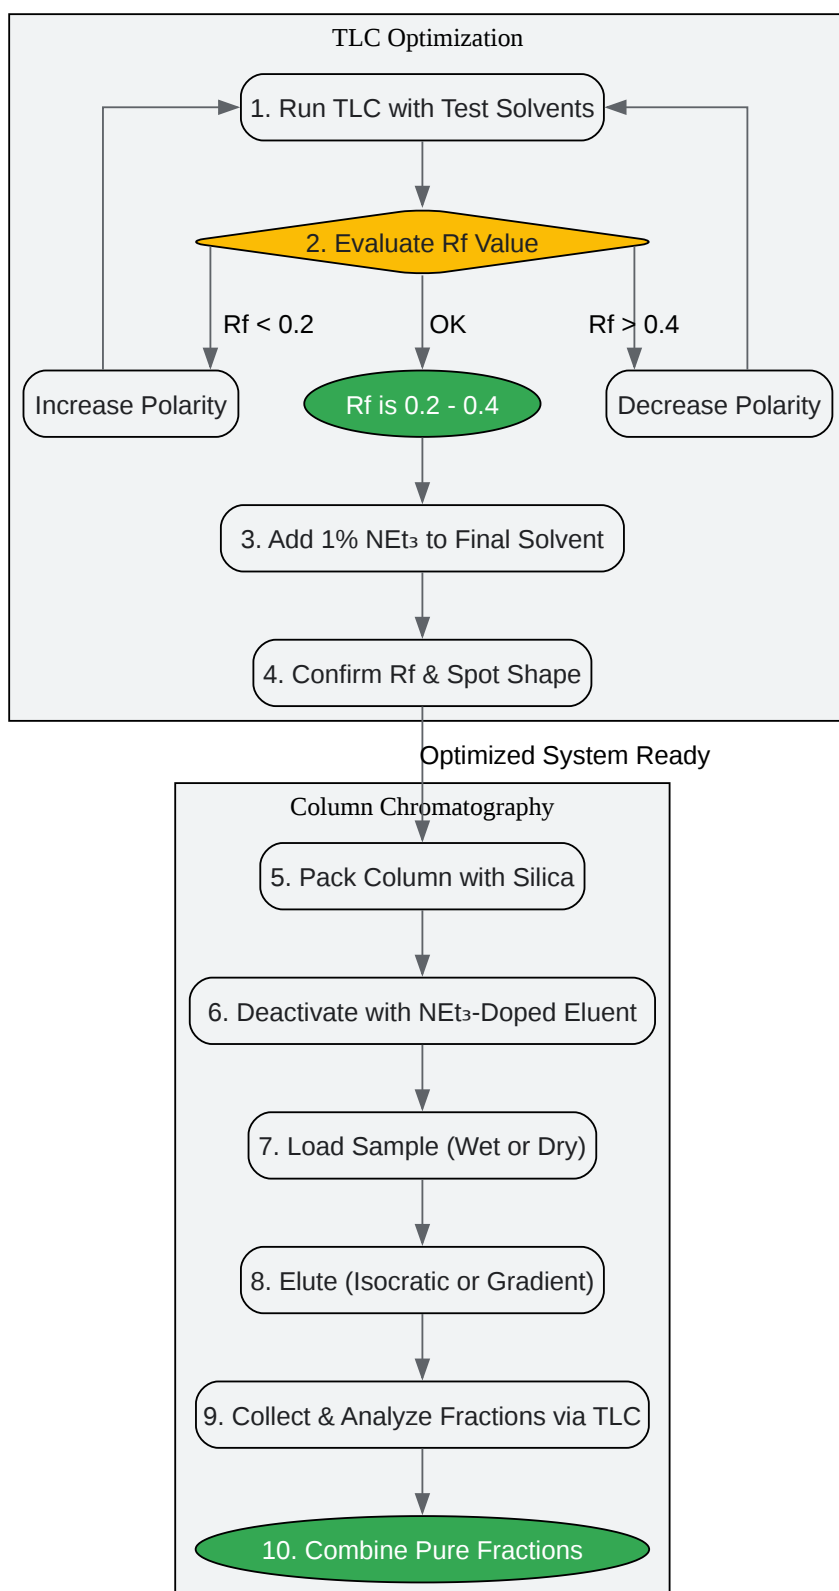 TLC Optimization
1. Run TLC with Test Solvents
2. Evaluate Rf Value
Rf < 0.2
OK
Rf > 0.4
Increase Polarity
Rf is 0.2 - 0.4
Decrease Polarity
3. Add 1% NEt₃ to Final Solvent
4. Confirm Rf & Spot Shape
Optimized System Ready
Column Chromatography
5. Pack Column with Silica
6. Deactivate with NEt₃-Doped Eluent
7. Load Sample (Wet or Dry)
8. Elute (Isocratic or Gradient)
9. Collect & Analyze Fractions via TLC
10. Combine Pure Fractions